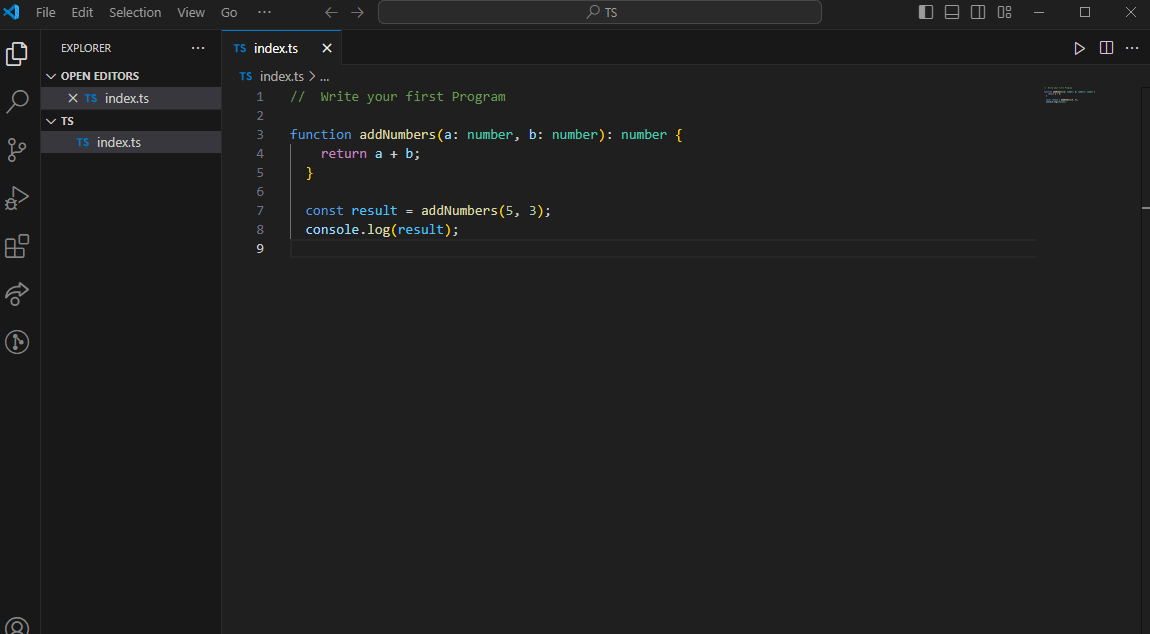 File Edit Selection View Go ··· TS
EXPLORER ···
OPEN EDITORS
TS index.ts
TS
TS index.ts
TS index.ts
TS index.ts > ...
1 //  Write your first Program
2
3 function addNumbers(a: number, b: number): number {
4     return a + b;
5   }
6
7   const result = addNumbers(5, 3);
8   console.log(result);
9